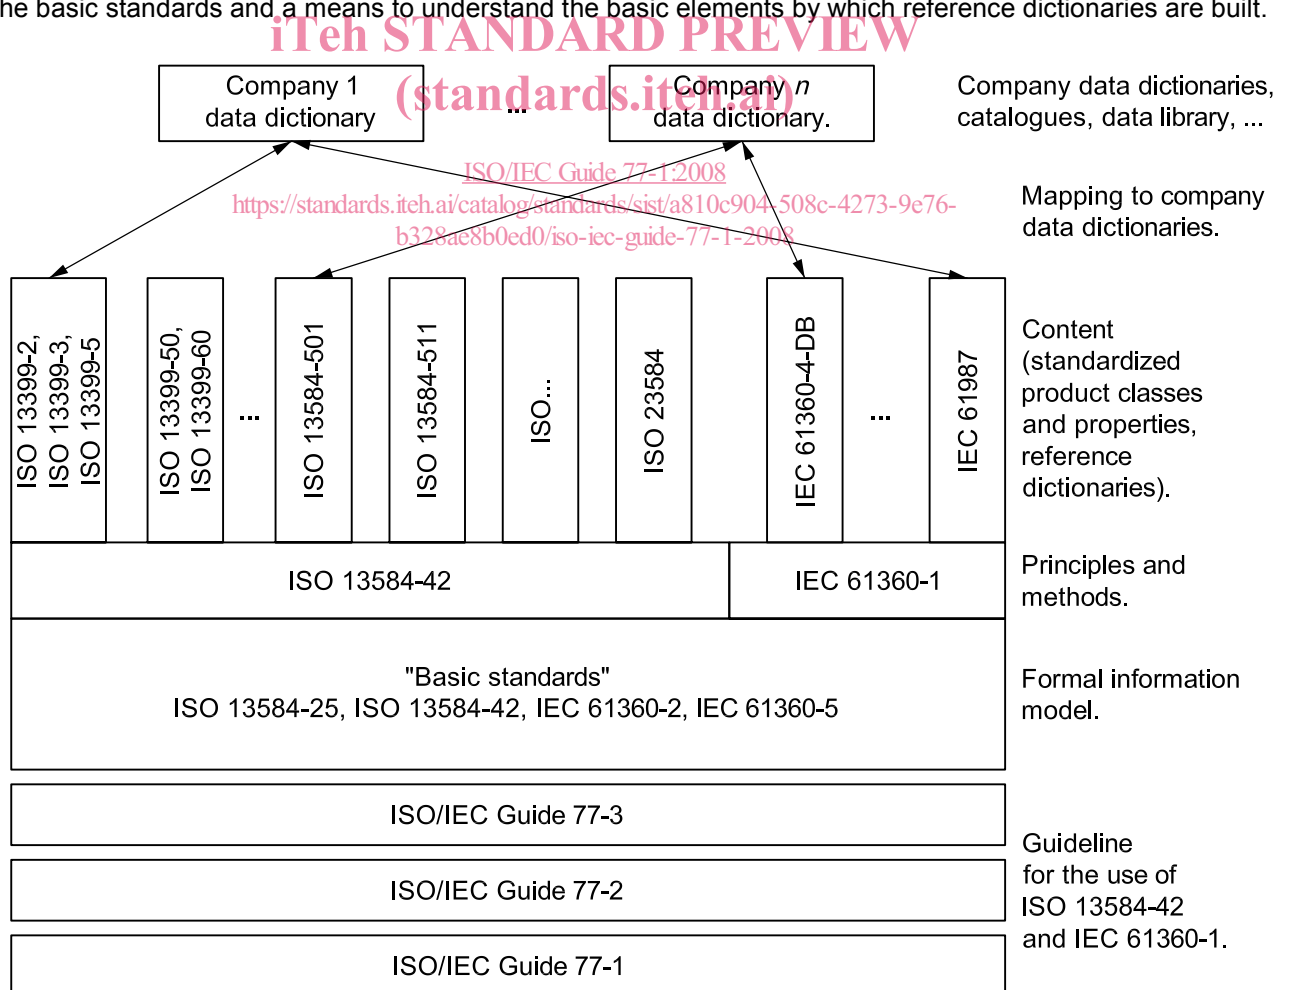 he basic standards and a means to understand the basic elements by which reference dictionaries are built.
iTeh STANDARD PREVIEW
(standards.iteh.ai)
Company 1
data dictionary
...
Company n
data dictionary.
Company data dictionaries,
catalogues, data library, ...
ISO/IEC Guide 77-1:2008
https://standards.iteh.ai/catalog/standards/sist/a810c904-508c-4273-9e76-
b328ae8b0ed0/iso-iec-guide-77-1-2008
Mapping to company
data dictionaries.
ISO 13399-2,
ISO 13399-3,
ISO 13399-5
ISO 13399-50,
ISO 13399-60
...
ISO 13584-501
ISO 13584-511
ISO...
ISO 23584
IEC 61360-4-DB
...
IEC 61987
Content
(standardized
product classes
and properties,
reference
dictionaries).
ISO 13584-42
IEC 61360-1
Principles and
methods.
"Basic standards"
ISO 13584-25, ISO 13584-42, IEC 61360-2, IEC 61360-5
Formal information
model.
ISO/IEC Guide 77-3
ISO/IEC Guide 77-2
ISO/IEC Guide 77-1
Guideline
for the use of
ISO 13584-42
and IEC 61360-1.